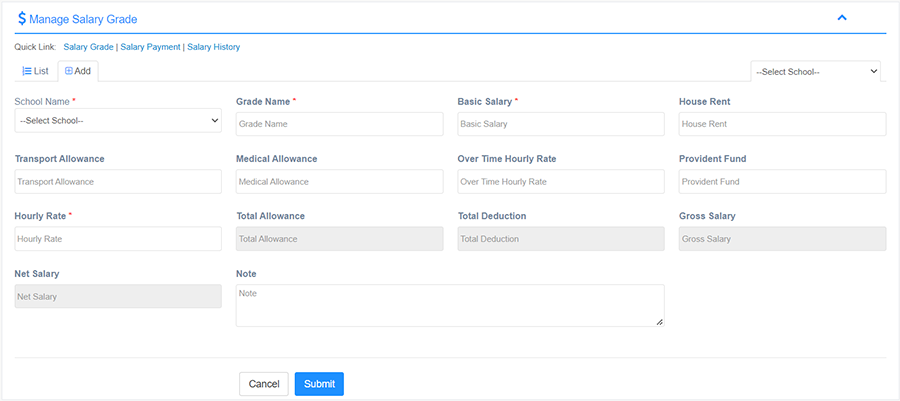 $ Manage Salary Grade
Quick Link: Salary Grade | Salary Payment | Salary History
List Add --Select School--
School Name * Grade Name * Basic Salary * House Rent
--Select School-- Grade Name Basic Salary House Rent
Transport Allowance Medical Allowance Over Time Hourly Rate Provident Fund
Transport Allowance Medical Allowance Over Time Hourly Rate Provident Fund
Hourly Rate * Total Allowance Total Deduction Gross Salary
Hourly Rate Total Allowance Total Deduction Gross Salary
Net Salary Note
Net Salary Note
Cancel Submit